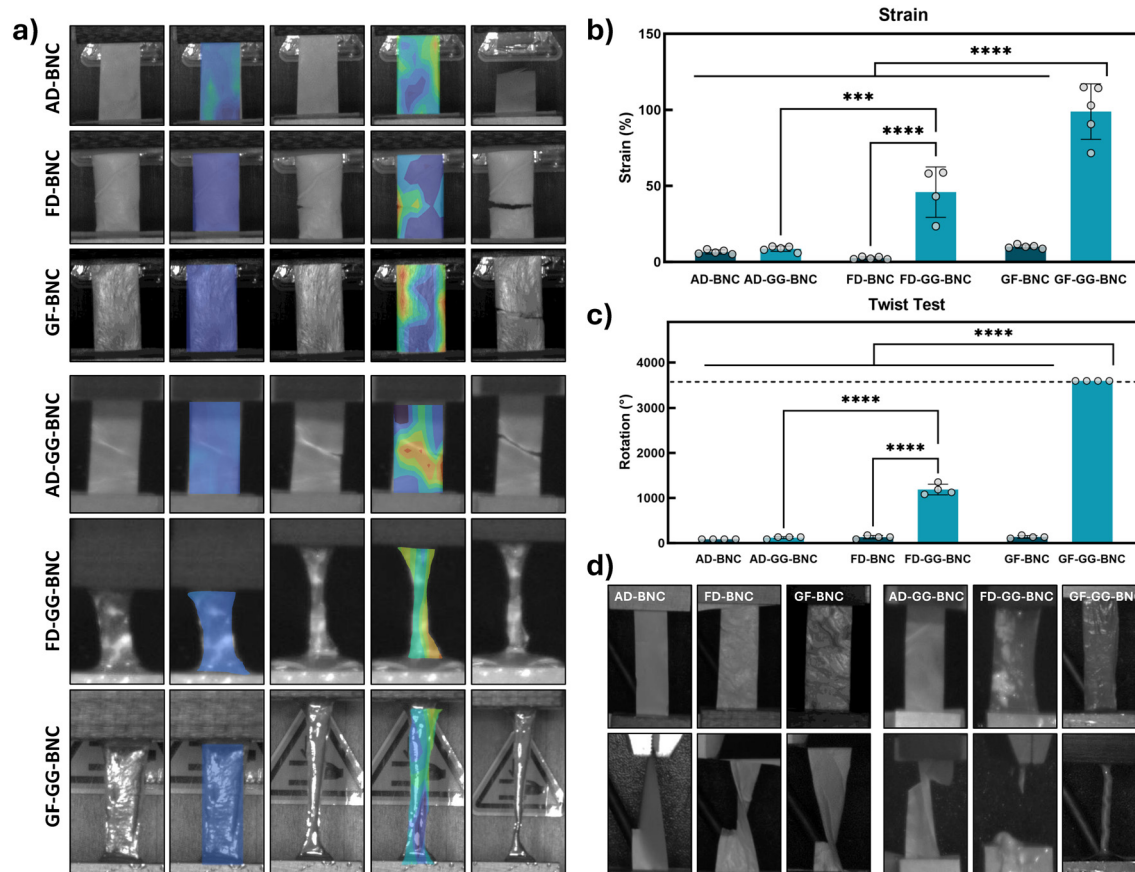 a)
AD-BNC
FD-BNC
GF-BNC
AD-GG-BNC
FD-GG-BNC
GF-GG-BNC
b)
Strain
Strain (%)
150
100
50
0
****
***
****
AD-BNC AD-GG-BNC FD-BNC FD-GG-BNC GF-BNC GF-GG-BNC
c)
Twist Test
Rotation (°)
4000
3000
2000
1000
0
****
****
****
AD-BNC AD-GG-BNC FD-BNC FD-GG-BNC GF-BNC GF-GG-BNC
d)
AD-BNC FD-BNC GF-BNC AD-GG-BNC FD-GG-BNC GF-GG-BNC